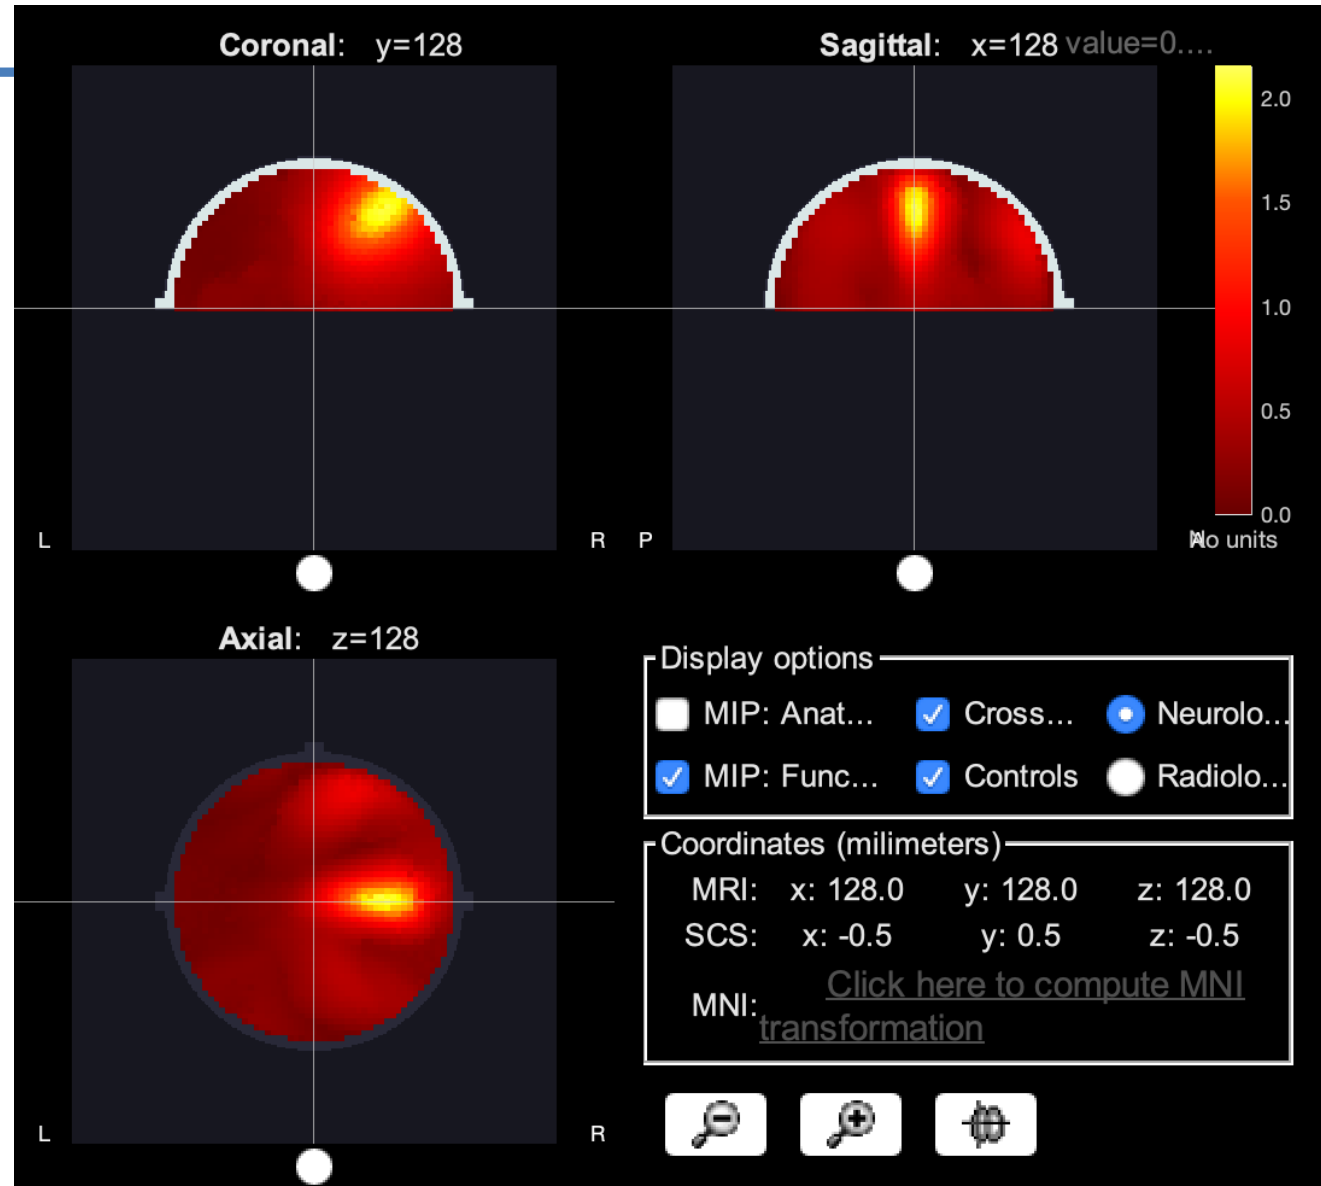 Coronal: y=128
Sagittal: x=128 value=0....
2.0
1.5
1.0
0.5
0.0
No units
L R P A
Axial: z=128
L R
Display options
MIP: Anat... Cross... Neurolo...
MIP: Func... Controls Radiolo...
Coordinates (milimeters)
MRI: x: 128.0 y: 128.0 z: 128.0
SCS: x: -0.5 y: 0.5 z: -0.5
MNI: Click here to compute MNI
transformation